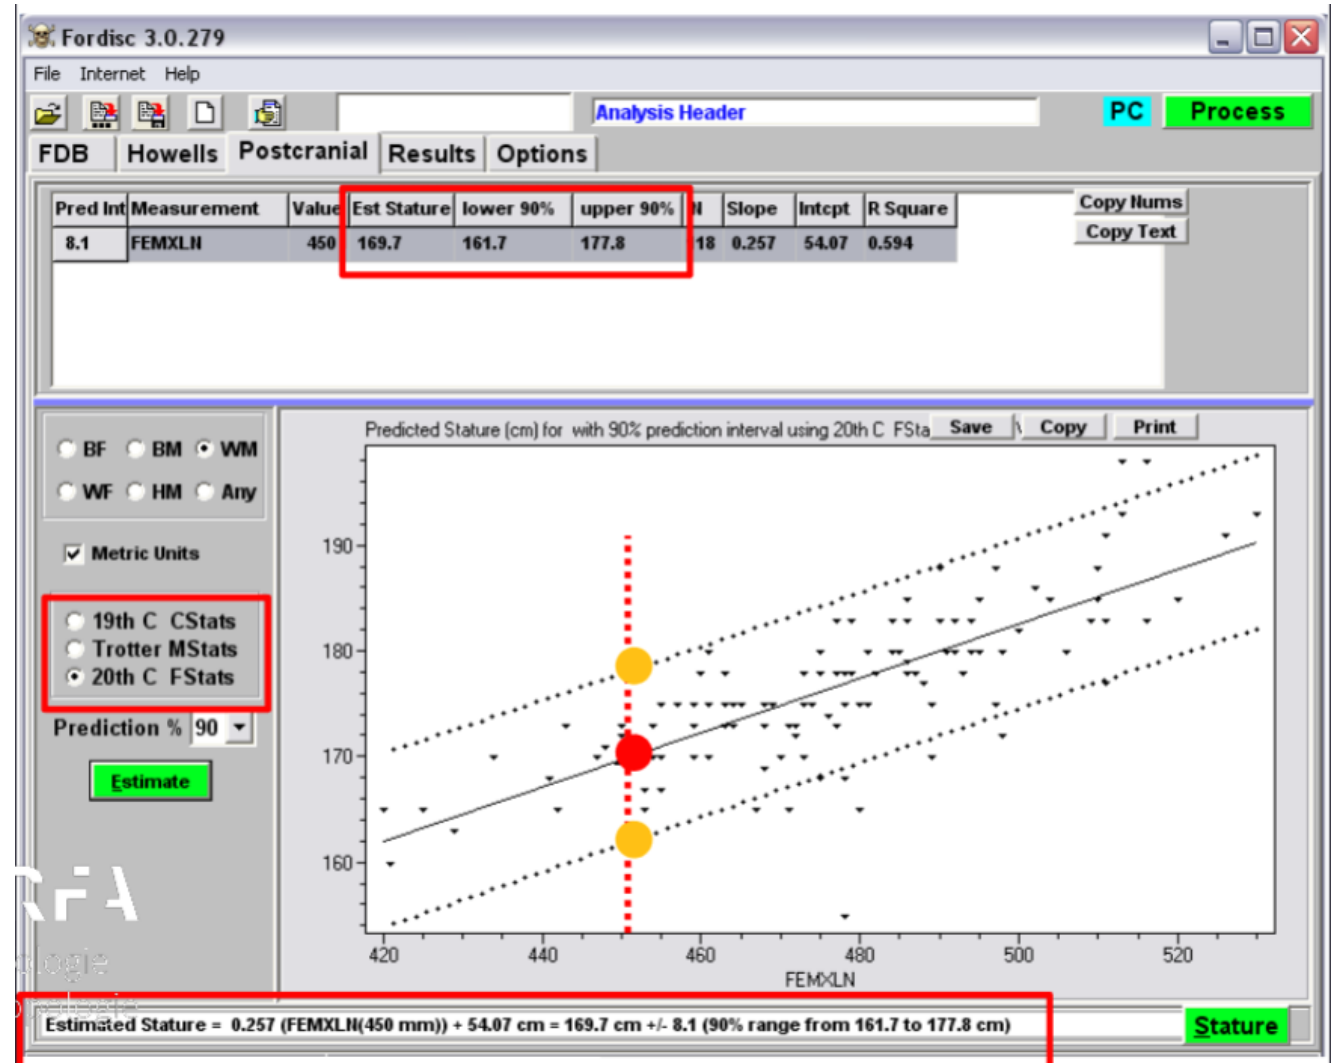 Fordisc 3.0.279
File Internet Help
Analysis Header PC Process
FDB Howells Postcranial Results Options
Pred Int Measurement Value Est Stature lower 90% upper 90% N Slope Intcpt R Square Copy Nums
8.1 FEMXLN 450 169.7 161.7 177.8 18 0.257 54.07 0.594 Copy Text
Predicted Stature (cm) for with 90% prediction interval using 20th C FSta Save Copy Print
BF BM WM
WF HM Any
Metric Units
19th C CStats
Trotter MStats
20th C FStats
Prediction % 90
Estimate
190
180
170
160
420 440 460 480 500 520
FEMXLN
RFA
ologie
Estimated Stature = 0.257 (FEMXLN(450 mm)) + 54.07 cm = 169.7 cm +/- 8.1 (90% range from 161.7 to 177.8 cm) Stature